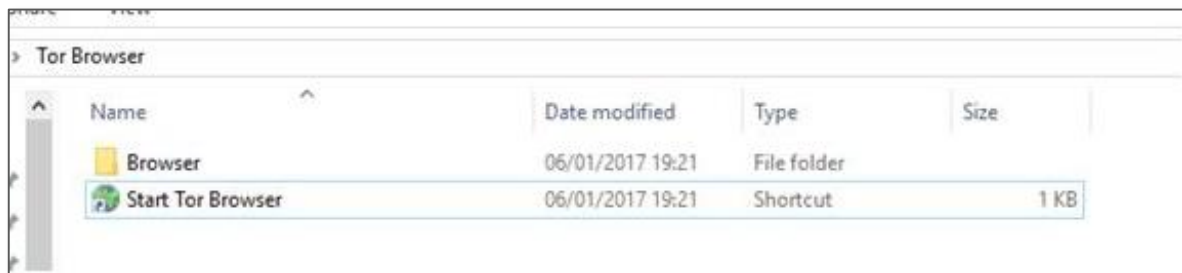 Tor Browser
Name Date modified Type Size
Browser 06/01/2017 19:21 File folder
Start Tor Browser 06/01/2017 19:21 Shortcut 1 KB